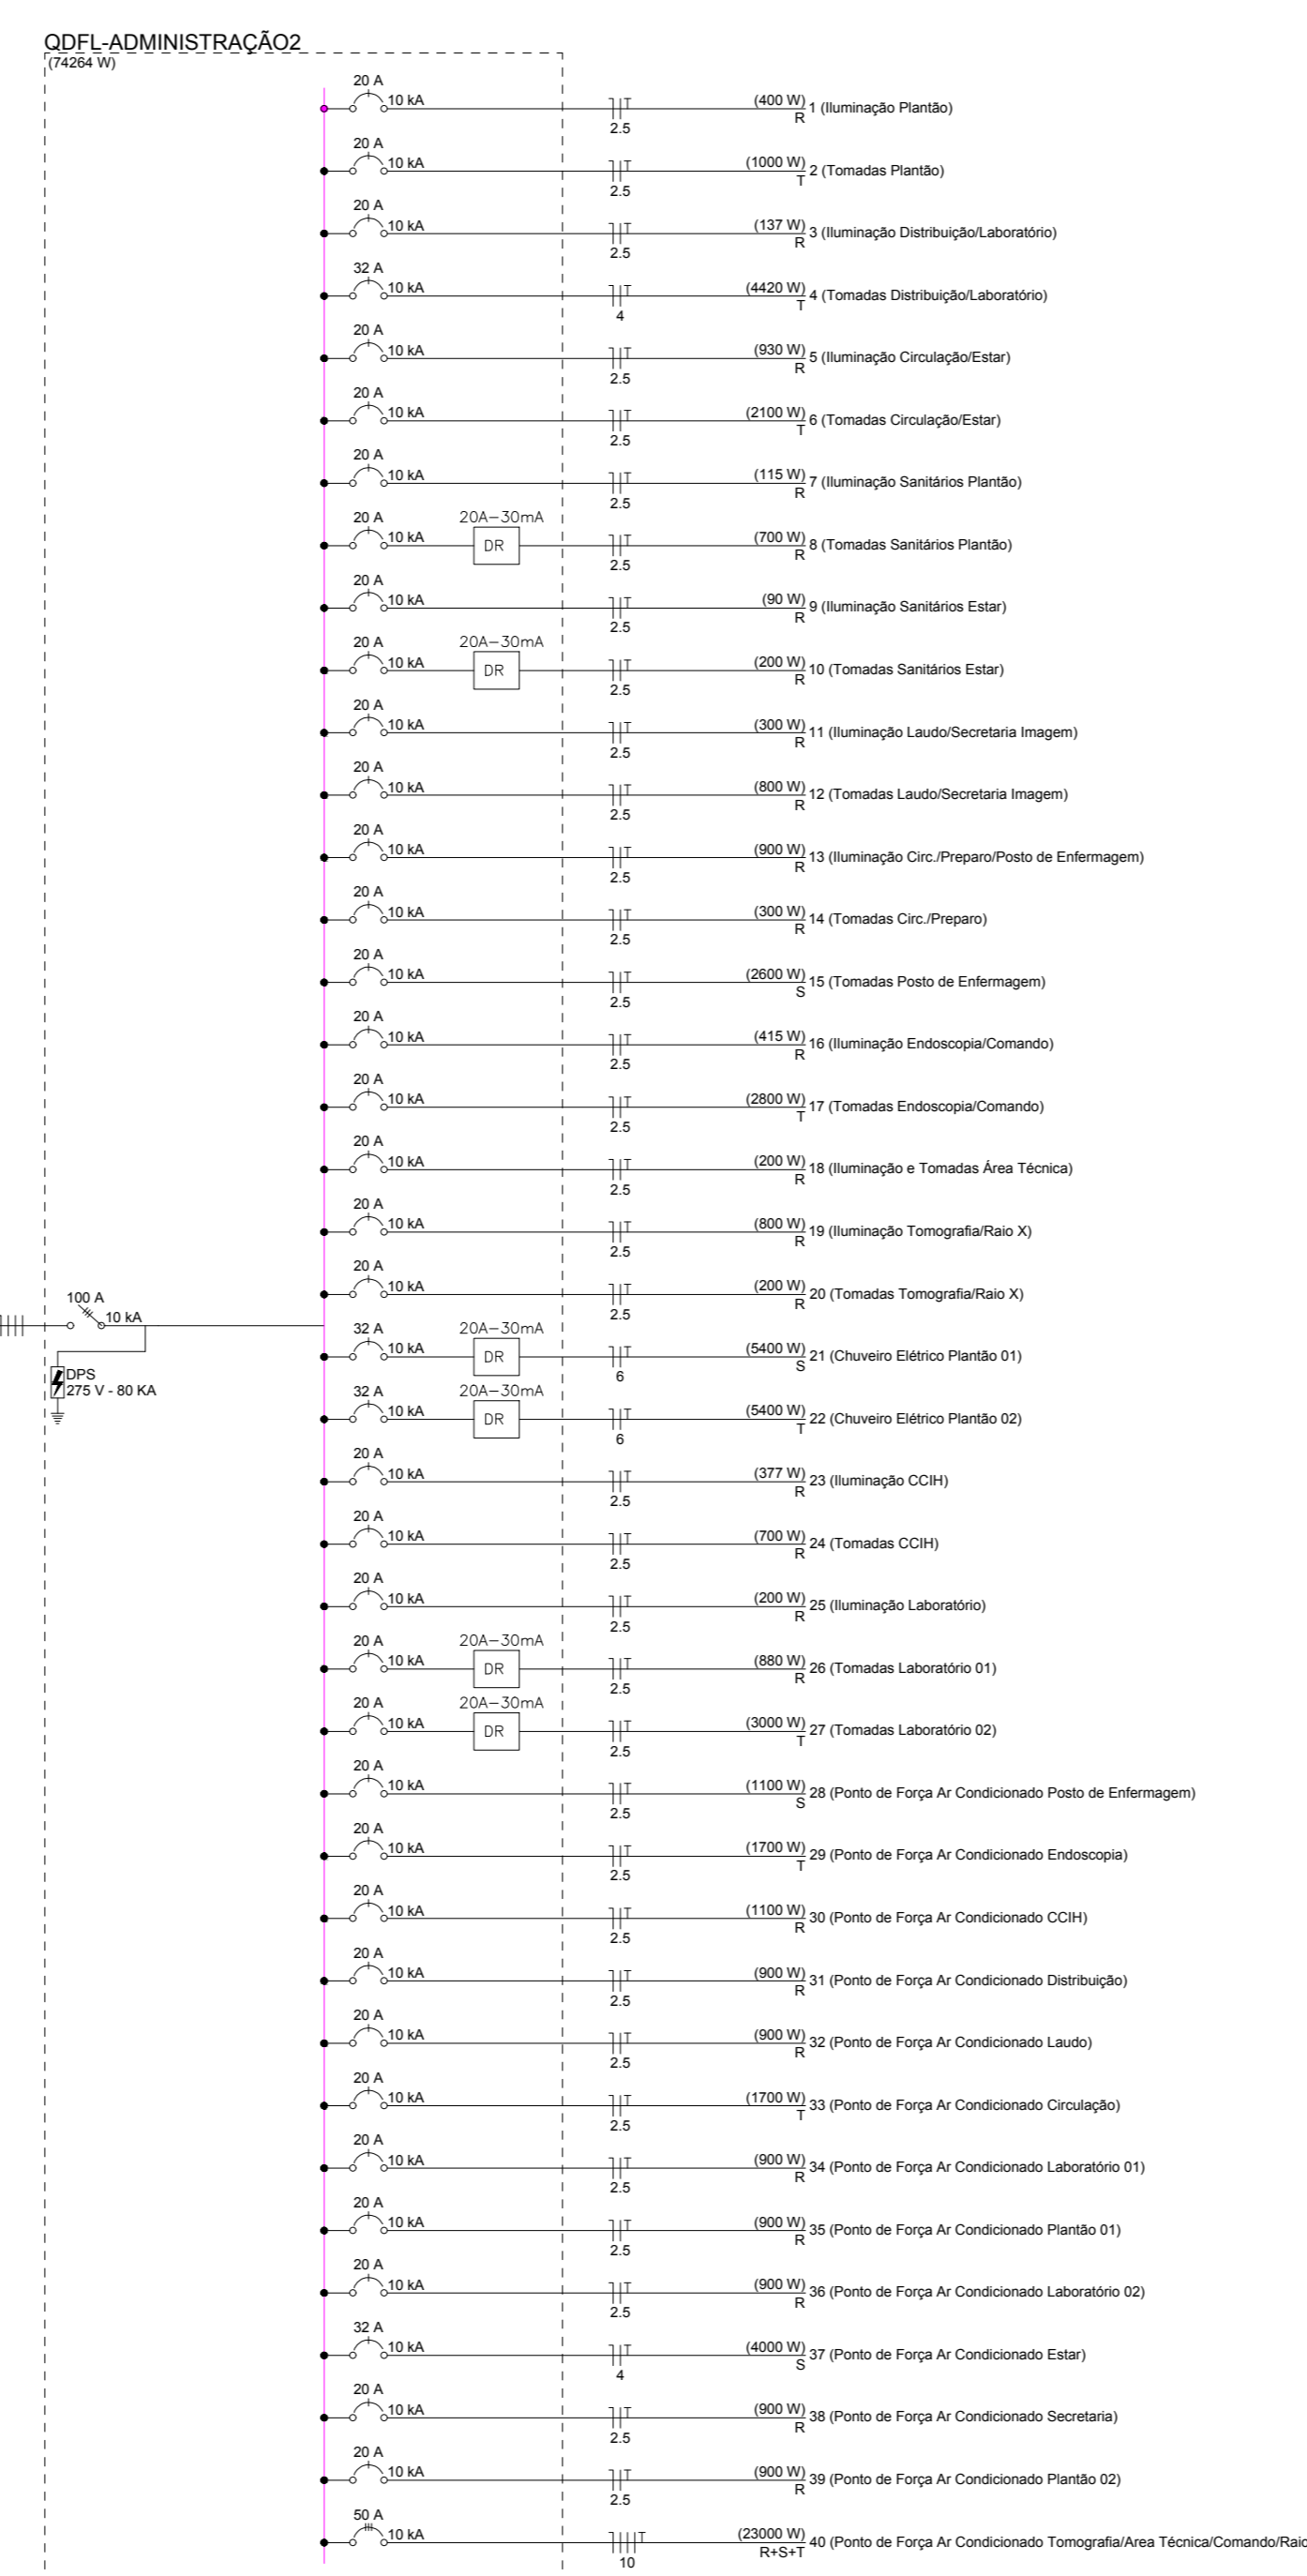 QDFL-ADMINISTRAÇÃO2
(74264 W)
20 A
10 kA
2.5
(400 W)
R
1 (Iluminação Plantão)
20 A
10 kA
2.5
(1000 W)
T
2 (Tomadas Plantão)
20 A
10 kA
2.5
(137 W)
R
3 (Iluminação Distribuição/Laboratório)
32 A
10 kA
4
(4420 W)
T
4 (Tomadas Distribuição/Laboratório)
20 A
10 kA
2.5
(930 W)
R
5 (Iluminação Circulação/Estar)
20 A
10 kA
2.5
(2100 W)
T
6 (Tomadas Circulação/Estar)
20 A
10 kA
2.5
(115 W)
R
7 (Iluminação Sanitários Plantão)
20 A
10 kA
20A-30mA
DR
2.5
(700 W)
R
8 (Tomadas Sanitários Plantão)
20 A
10 kA
2.5
(90 W)
R
9 (Iluminação Sanitários Estar)
20 A
10 kA
20A-30mA
DR
2.5
(200 W)
R
10 (Tomadas Sanitários Estar)
20 A
10 kA
2.5
(300 W)
R
11 (Iluminação Laudo/Secretaria Imagem)
20 A
10 kA
2.5
(800 W)
R
12 (Tomadas Laudo/Secretaria Imagem)
20 A
10 kA
2.5
(900 W)
R
13 (Iluminação Circ./Preparo/Posto de Enfermagem)
20 A
10 kA
2.5
(300 W)
R
14 (Tomadas Circ./Preparo)
20 A
10 kA
2.5
(2600 W)
S
15 (Tomadas Posto de Enfermagem)
20 A
10 kA
2.5
(415 W)
R
16 (Iluminação Endoscopia/Comando)
20 A
10 kA
2.5
(2800 W)
T
17 (Tomadas Endoscopia/Comando)
20 A
10 kA
2.5
(200 W)
R
18 (Iluminação e Tomadas Área Técnica)
20 A
10 kA
2.5
(800 W)
R
19 (Iluminação Tomografia/Raio X)
20 A
10 kA
2.5
(200 W)
R
20 (Tomadas Tomografia/Raio X)
100 A
10 kA
DPS
275 V - 80 KA
32 A
10 kA
20A-30mA
DR
6
(5400 W)
S
21 (Chuveiro Elétrico Plantão 01)
32 A
10 kA
20A-30mA
DR
6
(5400 W)
T
22 (Chuveiro Elétrico Plantão 02)
20 A
10 kA
2.5
(377 W)
R
23 (Iluminação CCIH)
20 A
10 kA
2.5
(700 W)
R
24 (Tomadas CCIH)
20 A
10 kA
2.5
(200 W)
R
25 (Iluminação Laboratório)
20 A
10 kA
20A-30mA
DR
2.5
(880 W)
R
26 (Tomadas Laboratório 01)
20 A
10 kA
20A-30mA
DR
2.5
(3000 W)
T
27 (Tomadas Laboratório 02)
20 A
10 kA
2.5
(1100 W)
S
28 (Ponto de Força Ar Condicionado Posto de Enfermagem)
20 A
10 kA
2.5
(1700 W)
T
29 (Ponto de Força Ar Condicionado Endoscopia)
20 A
10 kA
2.5
(1100 W)
R
30 (Ponto de Força Ar Condicionado CCIH)
20 A
10 kA
2.5
(900 W)
R
31 (Ponto de Força Ar Condicionado Distribuição)
20 A
10 kA
2.5
(900 W)
R
32 (Ponto de Força Ar Condicionado Laudo)
20 A
10 kA
2.5
(1700 W)
T
33 (Ponto de Força Ar Condicionado Circulação)
20 A
10 kA
2.5
(900 W)
R
34 (Ponto de Força Ar Condicionado Laboratório 01)
20 A
10 kA
2.5
(900 W)
R
35 (Ponto de Força Ar Condicionado Plantão 01)
20 A
10 kA
2.5
(900 W)
R
36 (Ponto de Força Ar Condicionado Laboratório 02)
32 A
10 kA
4
(4000 W)
S
37 (Ponto de Força Ar Condicionado Estar)
20 A
10 kA
2.5
(900 W)
R
38 (Ponto de Força Ar Condicionado Secretaria)
20 A
10 kA
2.5
(900 W)
R
39 (Ponto de Força Ar Condicionado Plantão 02)
50 A
10 kA
10
(23000 W)
R+S+T
40 (Ponto de Força Ar Condicionado Tomografia/Area Técnica/Comando/Raio